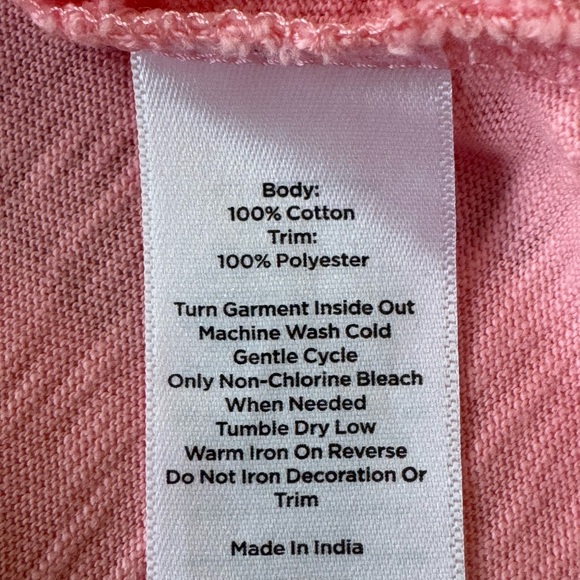 Body:
100% Cotton
Trim:
100% Polyester
Turn Garment Inside Out
Machine Wash Cold
Gentle Cycle
Only Non-Chlorine Bleach
When Needed
Tumble Dry Low
Warm Iron On Reverse
Do Not Iron Decoration Or
Trim
Made In India